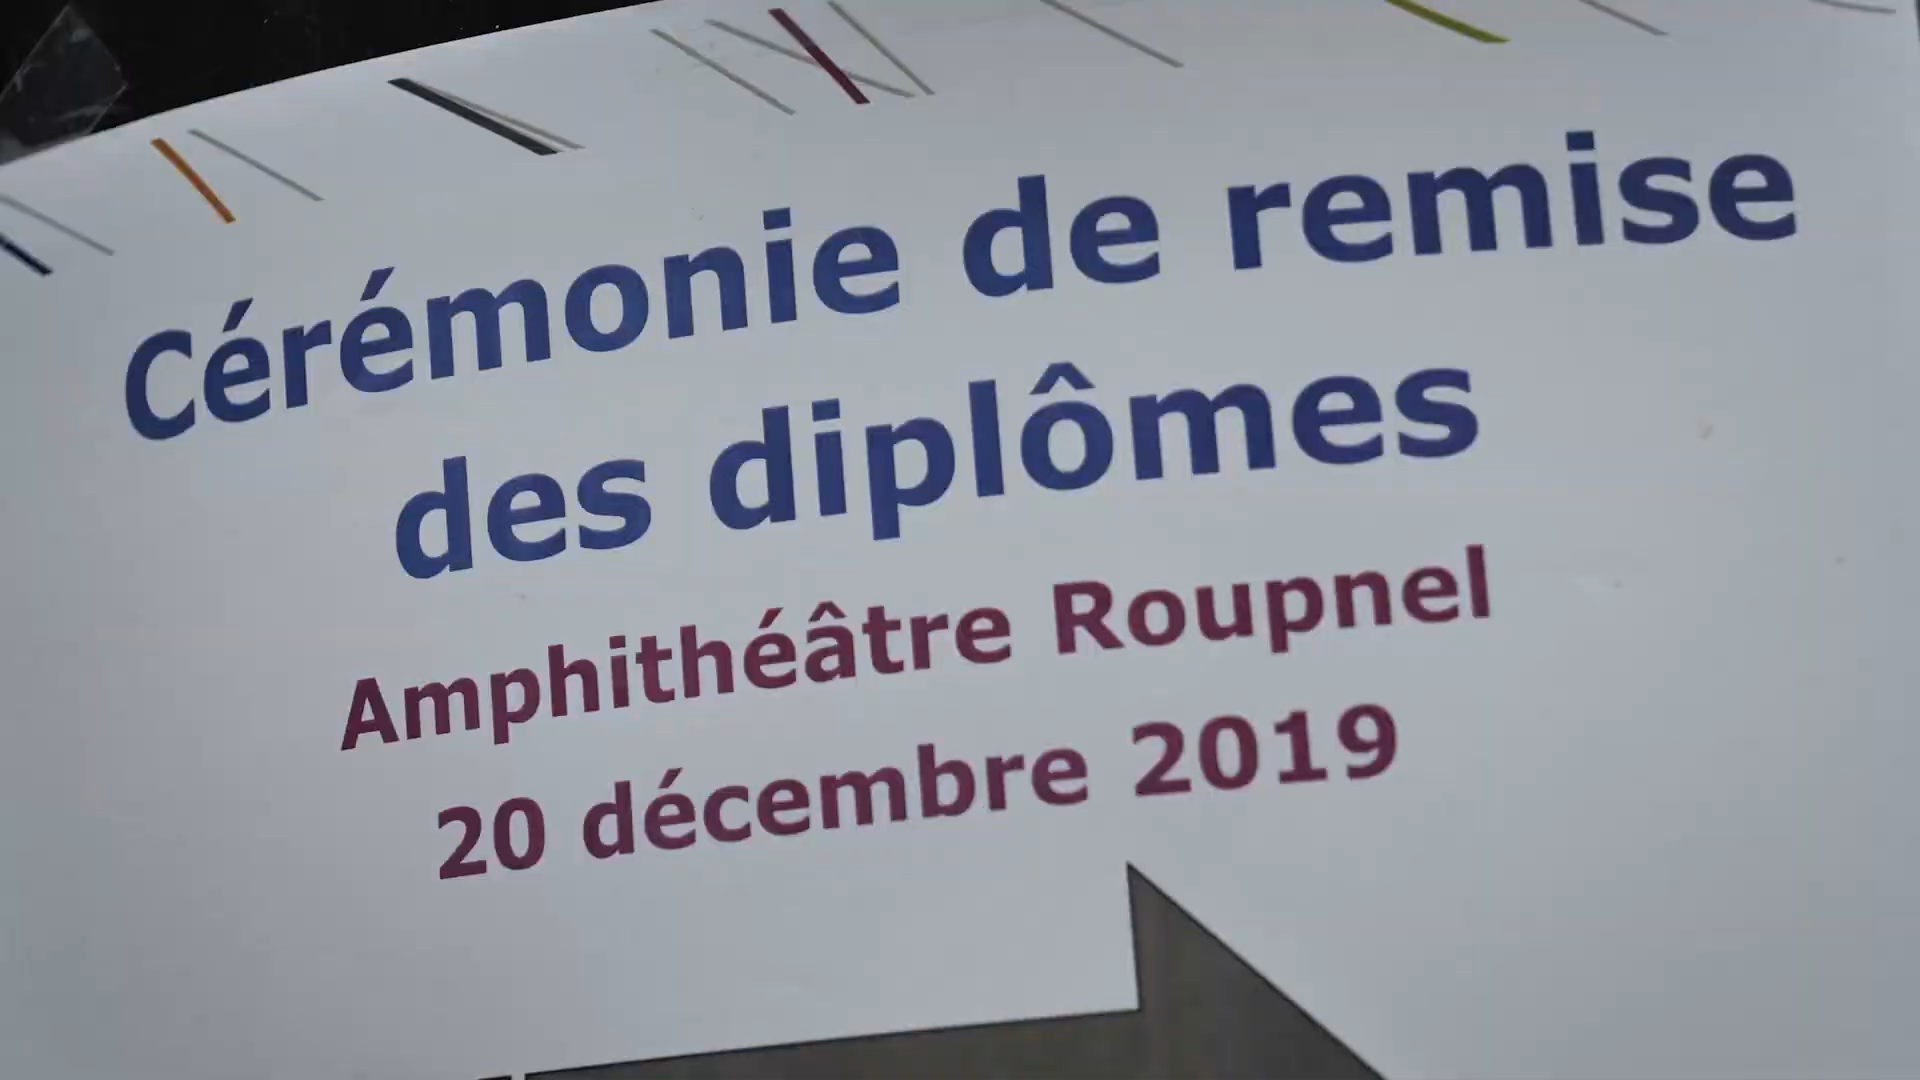 Cérémonie de remise
des diplômes
Amphithéâtre Roupnel
20 décembre 2019